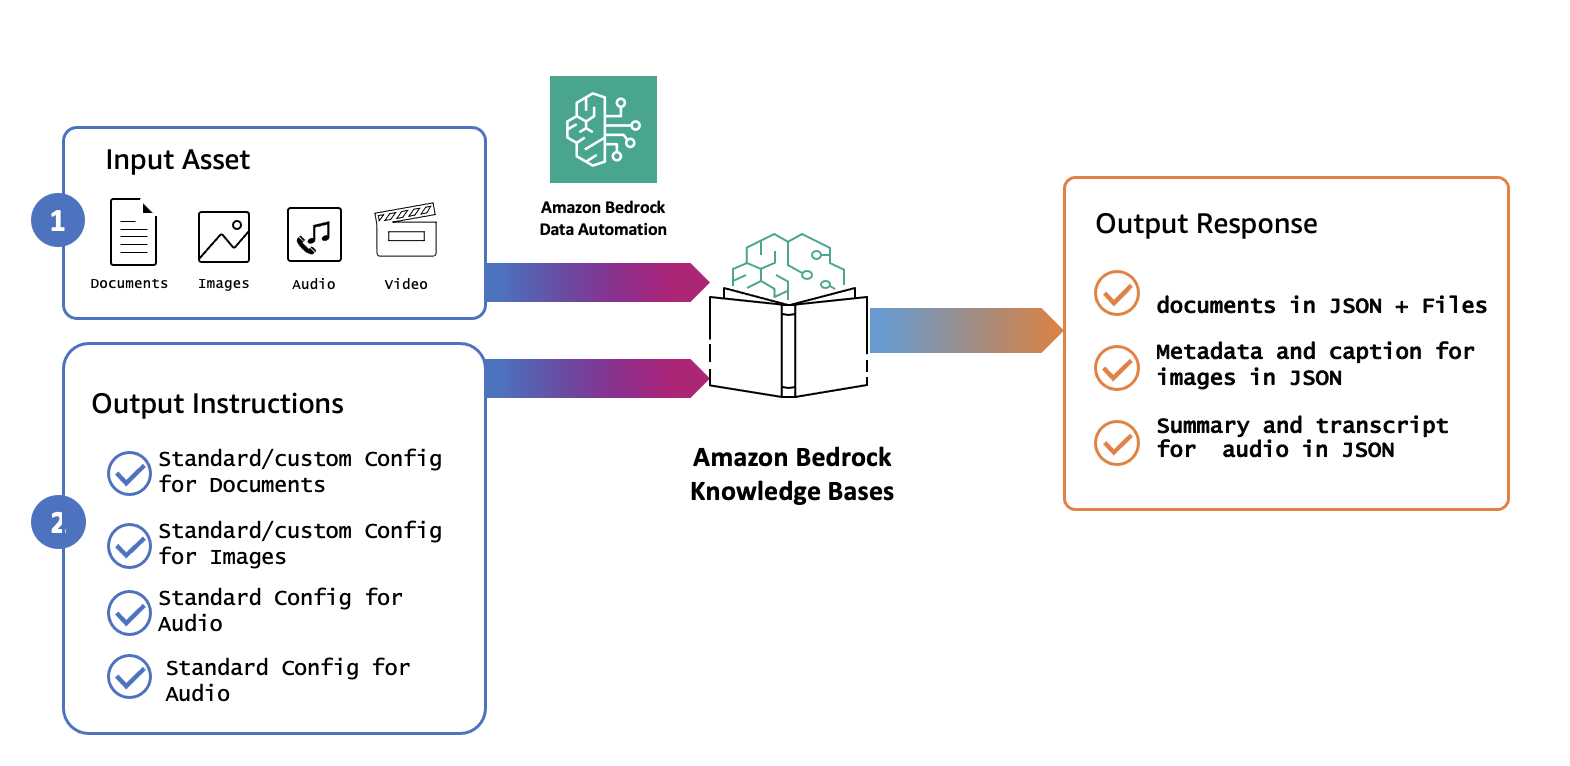 Input Asset
1
Documents
Images
Audio
Video
Amazon Bedrock
Data Automation
Output Instructions
2
Standard/custom Config
for Documents
Standard/custom Config
for Images
Standard Config for
Audio
Standard Config for
Audio
Amazon Bedrock
Knowledge Bases
Output Response
documents in JSON + Files
Metadata and caption for
images in JSON
Summary and transcript
for audio in JSON